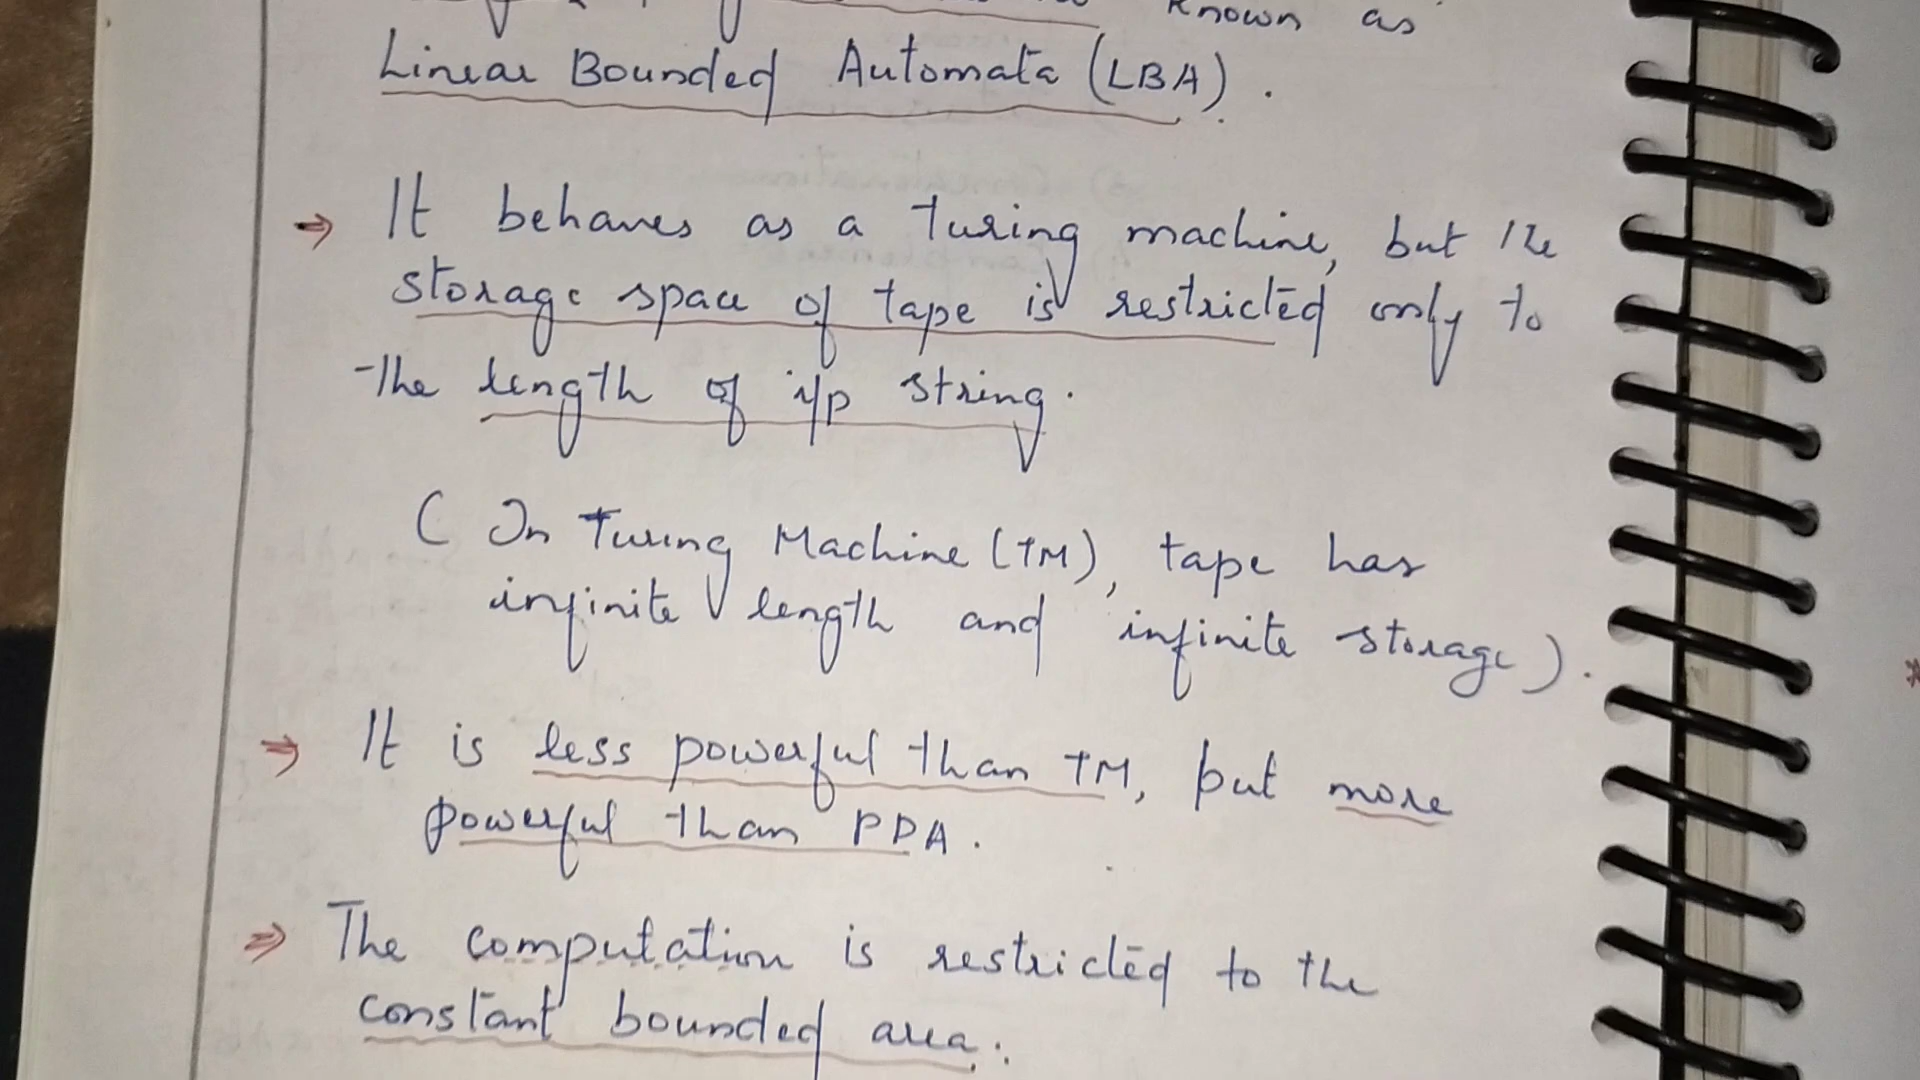 known as
Linear Bounded Automata (LBA).
⇒ It behaves as a turing machine, but the
storage space of tape is restricted only to
the length of i/p string.
( In Turing Machine (TM), tape has
infinite length and infinite storage).
⇒ It is less powerful than TM, but more
powerful than PDA.
⇒ The computation is restricted to the
constant bounded area.